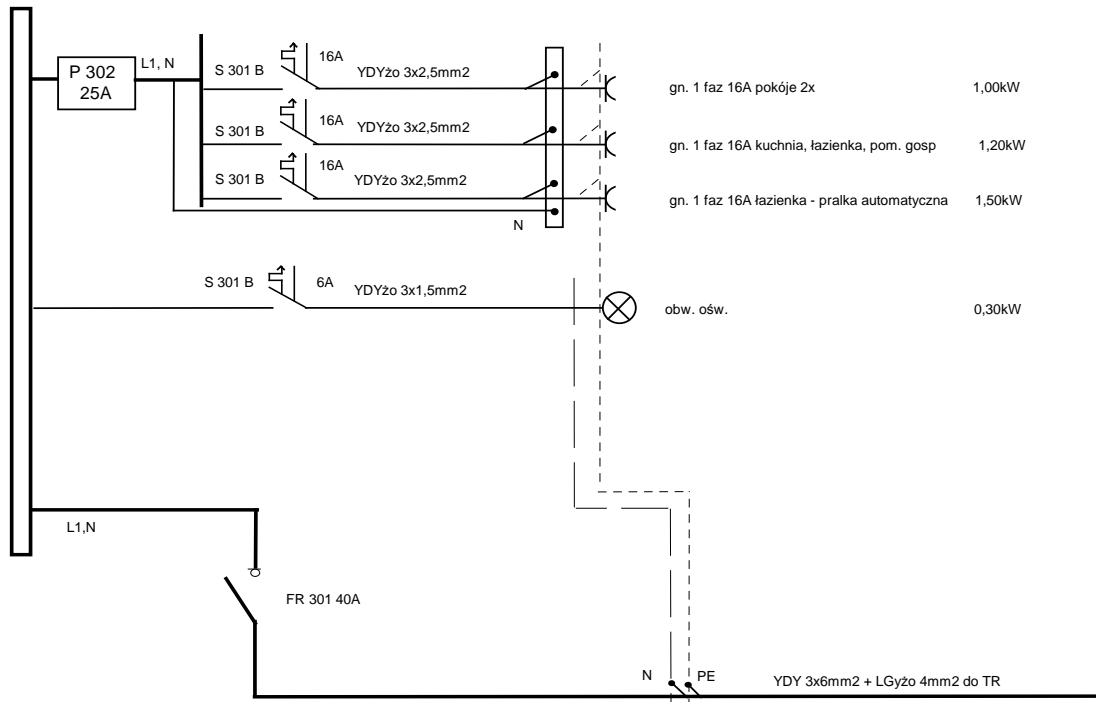 P 302
25A
L1, N
S 301 B
16A
YDYżo 3x2,5mm2
gn. 1 faz 16A pokóje 2x
1,00kW
S 301 B
16A
YDYżo 3x2,5mm2
gn. 1 faz 16A kuchnia, łazienka, pom. gosp
1,20kW
S 301 B
16A
YDYżo 3x2,5mm2
gn. 1 faz 16A łazienka - pralka automatyczna
1,50kW
N
S 301 B
6A
YDYżo 3x1,5mm2
obw. ośw.
0,30kW
L1,N
FR 301 40A
N
PE
YDY 3x6mm2 + LGyżo 4mm2 do TR